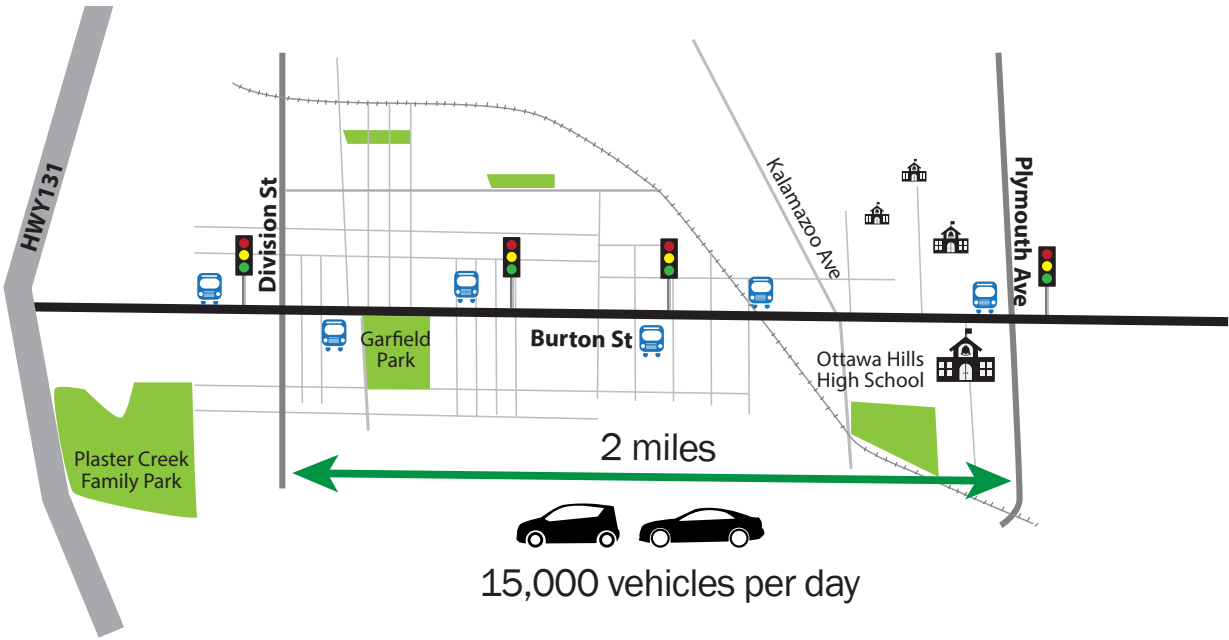 HWY131
Division St
Kalamazoo Ave
Plymouth Ave
Garfield
Park
Burton St
Ottawa Hills
High School
Plaster Creek
Family Park
2 miles
15,000 vehicles per day